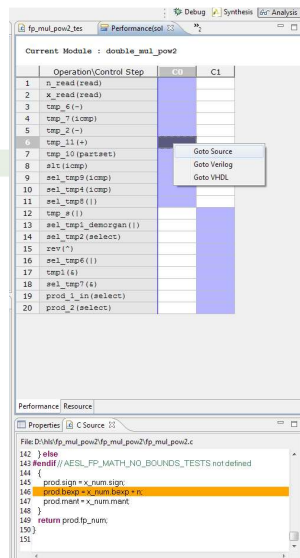 Debug Synthesis Analysis
fp_mul_pow2_tes Performance(sol »2
Current Module : double_mul_pow2
Operation\Control Step C0 C1
1 n_read(read)
2 x_read(read)
3 tmp_6(-)
4 tmp_7(icmp)
5 tmp_2(-)
6 tmp_11(+)
7 tmp_10(partset)
8 slt(icmp)
9 sel_tmp9(icmp)
10 sel_tmp4(icmp)
11 sel_tmp8(|)
12 tmp_s(|)
13 sel_tmp1_demorgan(|)
14 sel_tmp2(select)
15 rev(^)
16 sel_tmp6(|)
17 tmp1(&)
18 sel_tmp7(&)
19 prod_1_in(select)
20 prod_2(select)
Goto Source
Goto Verilog
Goto VHDL
Performance Resource
Properties C Source
File: D:\hls\fp_mul_pow2\fp_mul_pow2\fp_mul_pow2.c
142 } else
143 #endif // AESL_FP_MATH_NO_BOUNDS_TESTS not defined
144 {
145 prod.sign = x_num.sign;
146 prod.bexp = x_num.bexp + n;
147 prod.mant = x_num.mant;
148 }
149 return prod.fp_num;
150 }
151